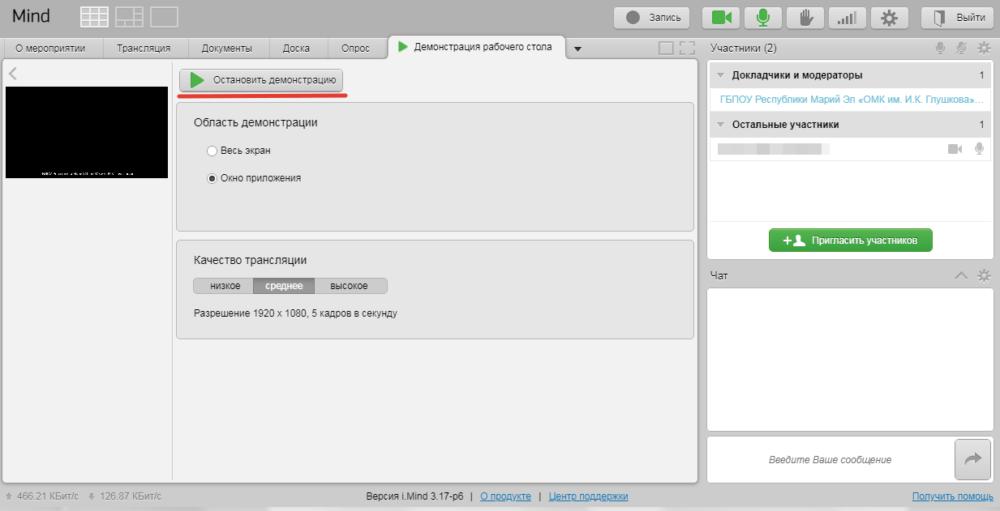 Mind
Запись
Выйти
О мероприятии
Трансляция
Документы
Доска
Опрос
Демонстрация рабочего стола
Участники (2)
Остановить демонстрацию
Область демонстрации
Весь экран
Окно приложения
Качество трансляции
низкое среднее высокое
Разрешение 1920 x 1080, 5 кадров в секунду
Докладчики и модераторы 1
ГБПОУ Республики Марий Эл «ОМК им. И.К. Глушкова»...
Остальные участники 1
Пригласить участников
Чат
Введите Ваше сообщение
466.21 КБит/с 126.87 КБит/с
Версия i.Mind 3.17-p6 | О продукте | Центр поддержки
Получить помощь